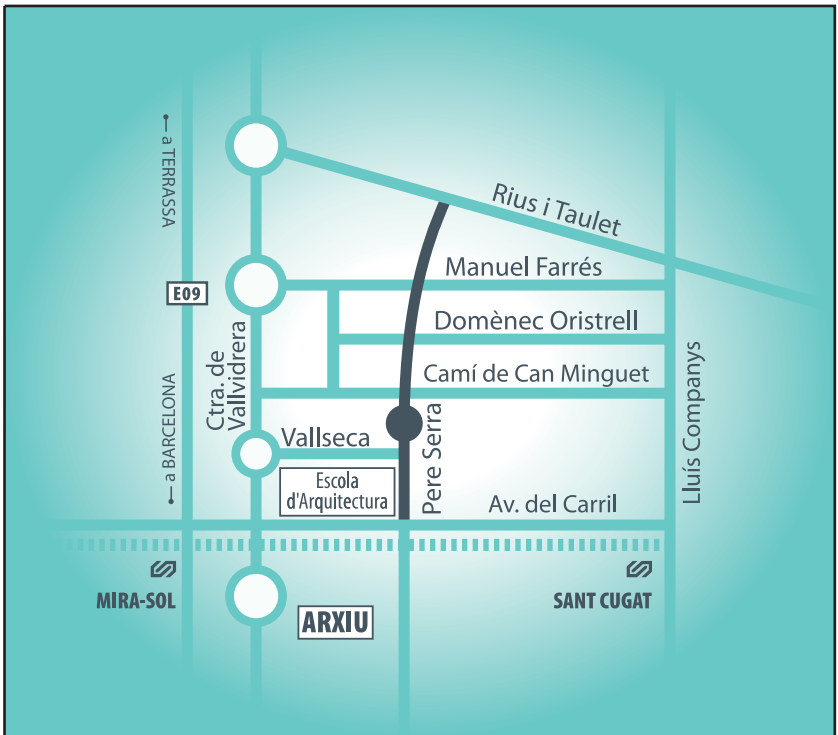 a TERRASSA
Rius i Taulet
Manuel Farrés
E09
Domènec Oristrell
Ctra. de
Vallvidrera
Camí de Can Minguet
a BARCELONA
Vallseca
Pere Serra
Lluís Companys
Escola
d'Arquitectura
Av. del Carril
MIRA-SOL
SANT CUGAT
ARXIU